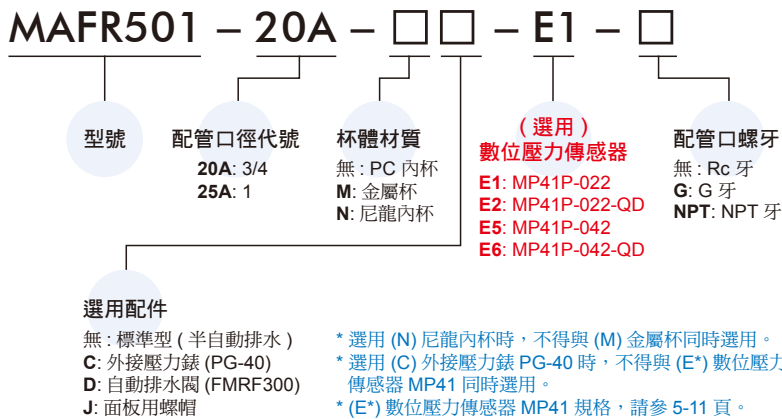 MAFR501 – 20A – □□ – E1 – □
型號
配管口徑代號
20A: 3/4
25A: 1
杯體材質
無 : PC 內杯
M: 金屬杯
N: 尼龍內杯
( 選用 )
數位壓力傳感器
E1: MP41P-022
E2: MP41P-022-QD
E5: MP41P-042
E6: MP41P-042-QD
配管口螺牙
無 : Rc 牙
G: G 牙
NPT: NPT 牙
選用配件
無 : 標準型 ( 半自動排水 )
C: 外接壓力錶 (PG-40)
D: 自動排水閥 (FMRF300)
J: 面板用螺帽
* 選用 (N) 尼龍內杯時，不得與 (M) 金屬杯同時選用。
* 選用 (C) 外接壓力錶 PG-40 時，不得與 (E*) 數位壓力
傳感器 MP41 同時選用。
* (E*) 數位壓力傳感器 MP41 規格，請參 5-11 頁。